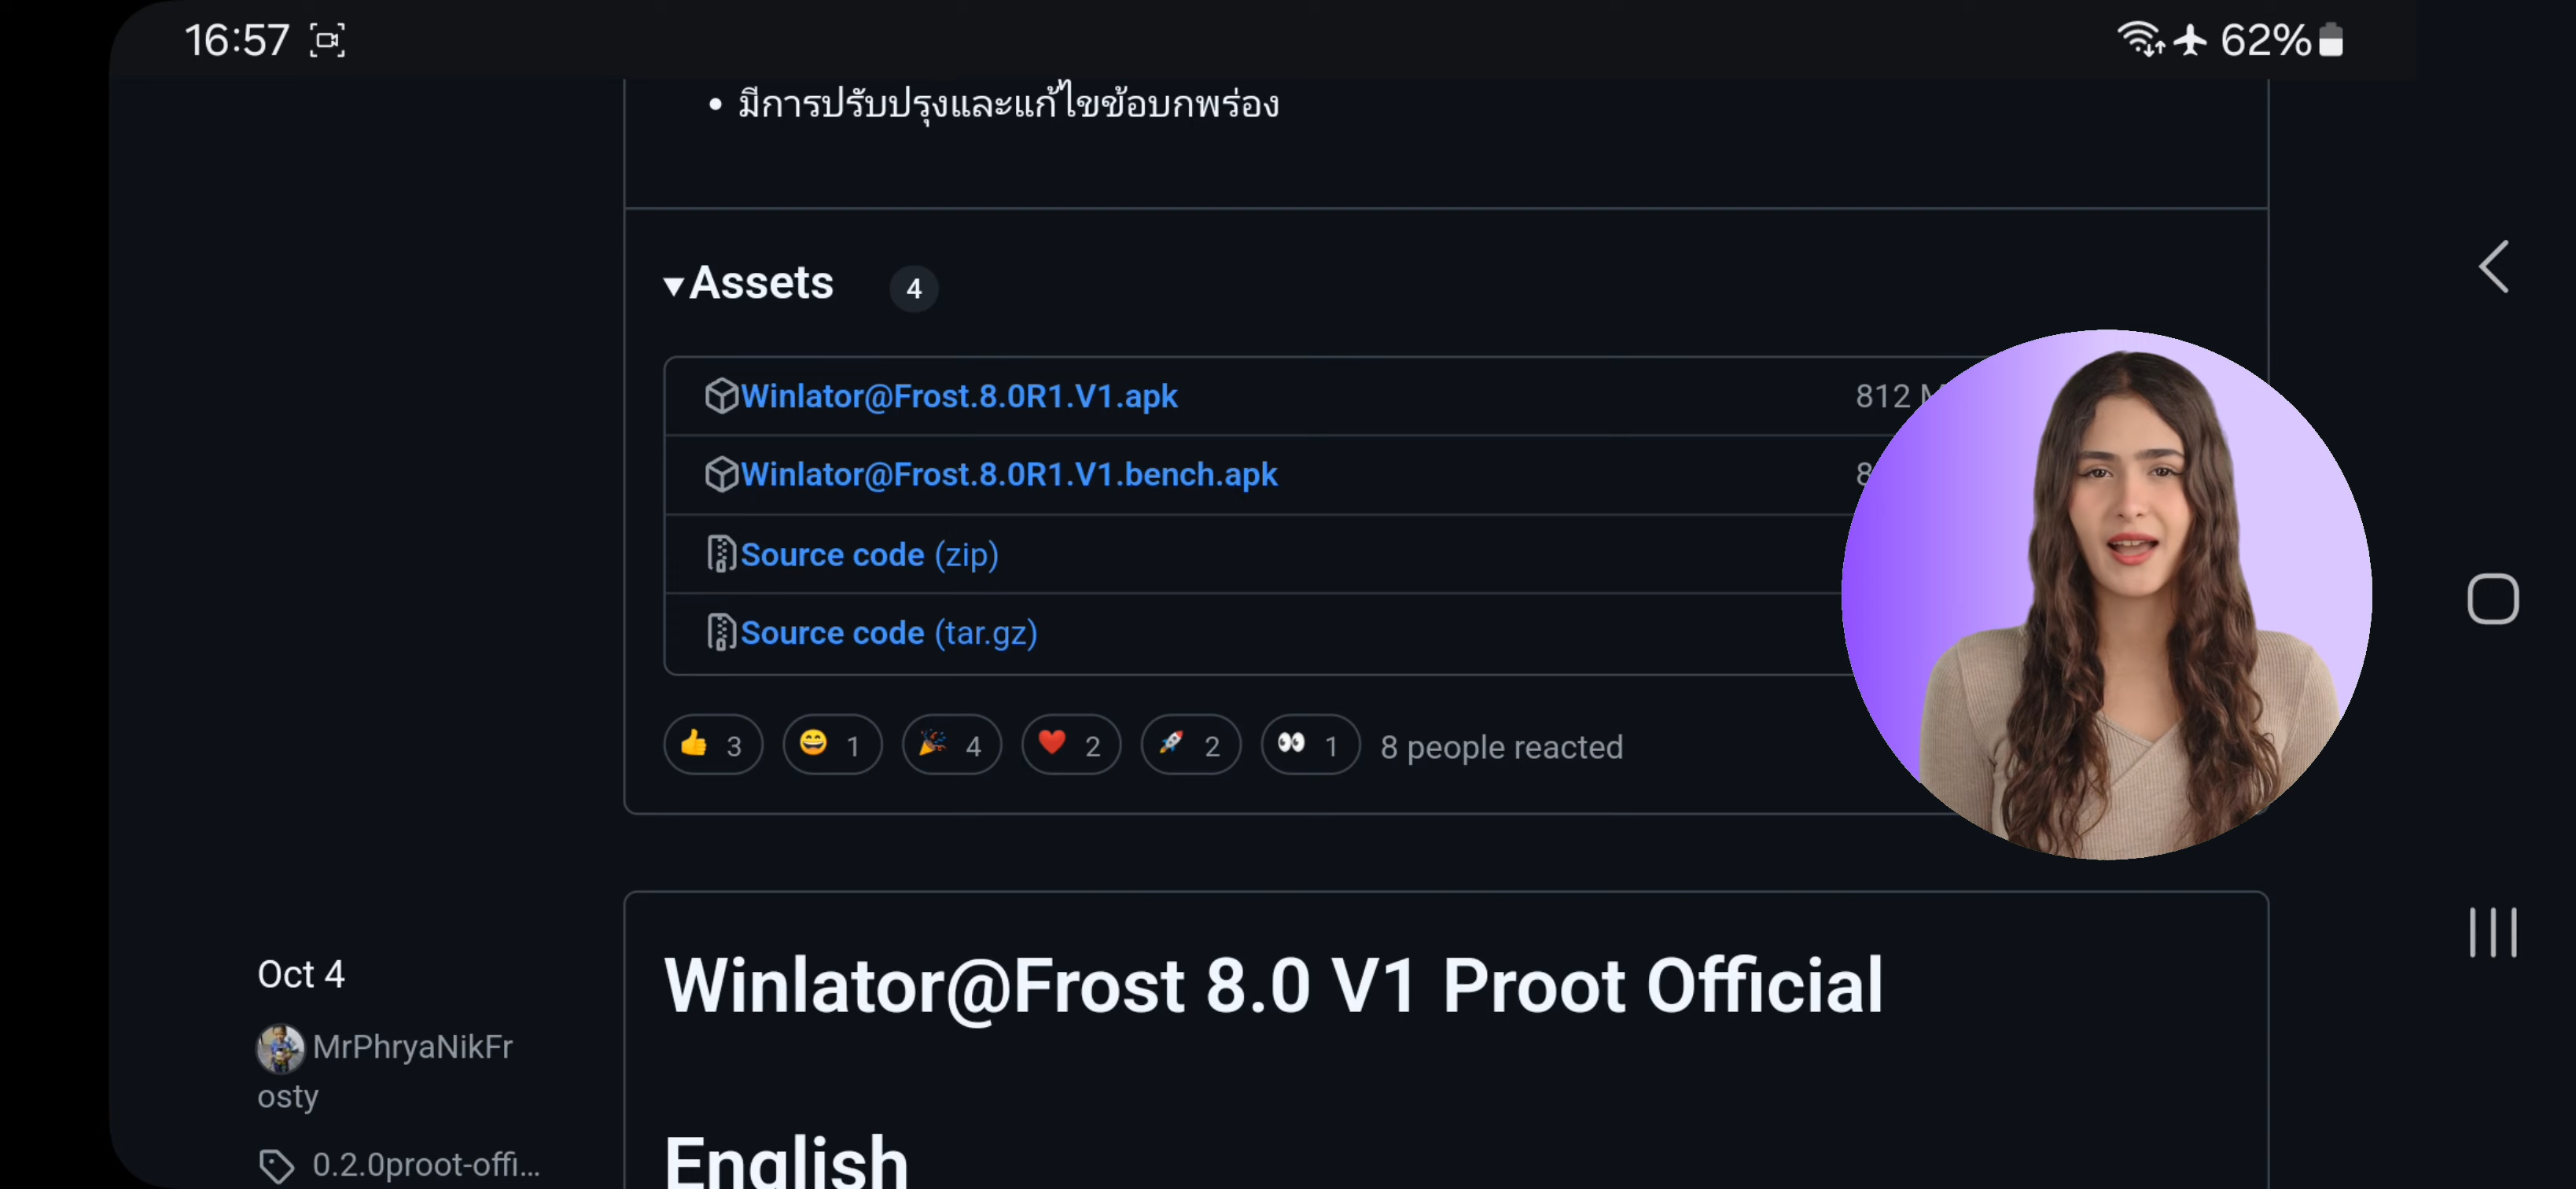 16:57 62%
• มีการปรับปรุงและแก้ไขข้อบกพร่อง
▾Assets 4
Winlator@Frost.8.0R1.V1.apk 812
Winlator@Frost.8.0R1.V1.bench.apk
Source code (zip)
Source code (tar.gz)
👍 3 😄 1 🎉 4 ❤️ 2 🚀 2 👀 1 8 people reacted
Oct 4
MrPhryaNikFr
osty
0.2.0proot-offi...
Winlator@Frost 8.0 V1 Proot Official
English